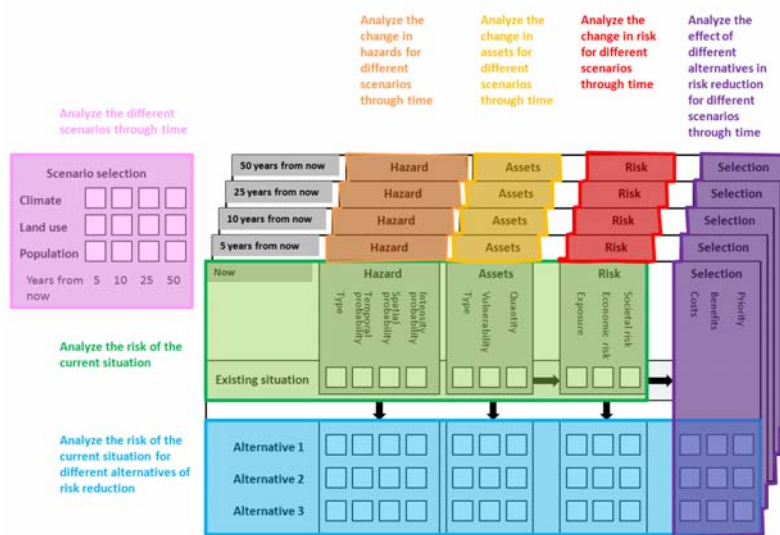 Analyze the
change in
hazards for
different
scenarios
through time
Analyze the
change in
assets for
different
scenarios
through time
Analyze the
change in risk
for different
scenarios
through time
Analyze the
effect of
different
alternatives in
risk reduction
for different
scenarios
through time
Analyze the different
scenarios through time
Scenario selection
Climate
Land use
Population
Years from
now
5 10 25 50
50 years from now Hazard Assets Risk Selection
25 years from now Hazard Assets Risk Selection
10 years from now Hazard Assets Risk Selection
5 years from now Hazard Assets Risk Selection
Now Hazard Assets Risk Selection
Type
Temporal
probability
Spatial
probability
Intensity
probability
Type
Vulnerability
Quantity
Exposure
Economic risk
Societal risk
Costs
Benefits
Priority
Analyze the risk of the
current situation
Existing situation
Analyze the risk of the
current situation for
different alternatives of
risk reduction
Alternative 1
Alternative 2
Alternative 3